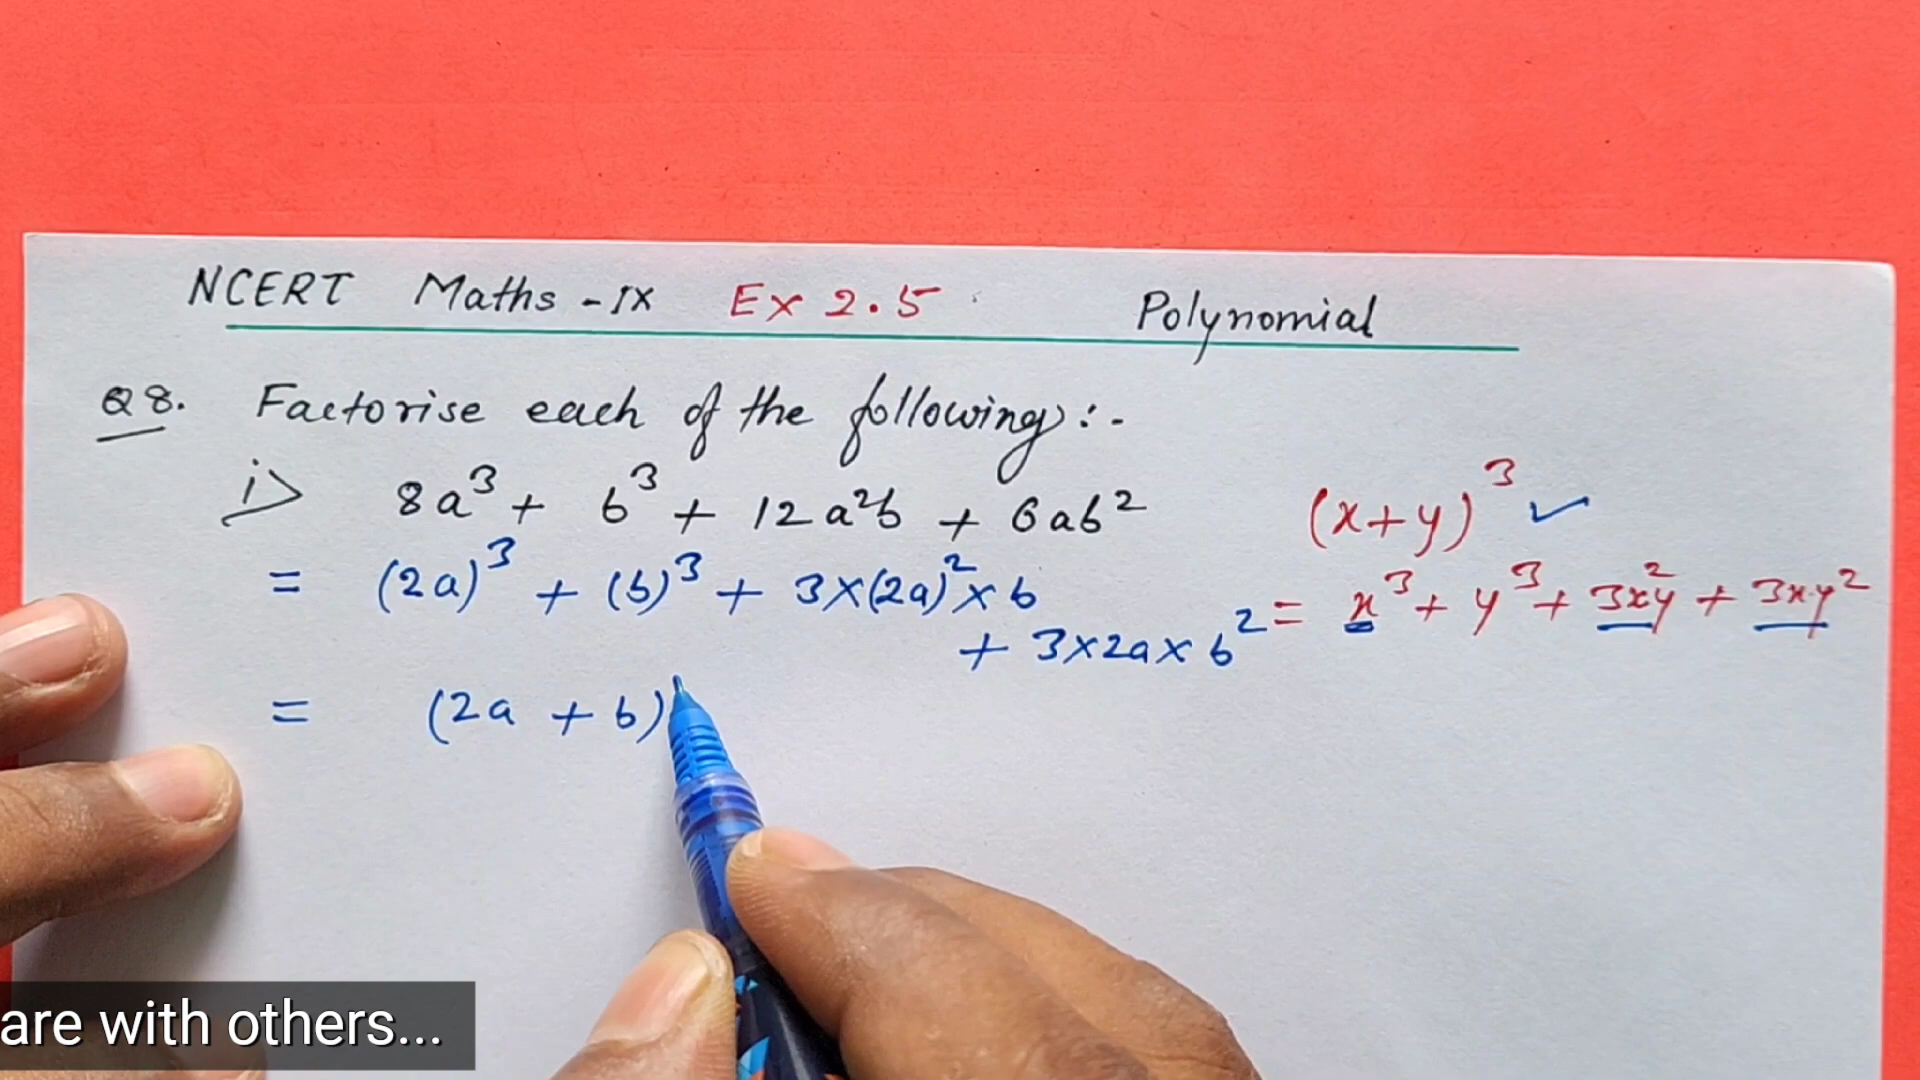 NCERT Maths - IX Ex 2.5 Polynomial
Q8. Factorise each of the following:-
i> 8a³ + b³ + 12a²b + 6ab²
= (2a)³ + (b)³ + 3×(2a)²×b
+ 3×2a×b²
= (2a + b)
(x+y)³ ✓
= x³ + y³ + 3x²y + 3xy²
are with others...